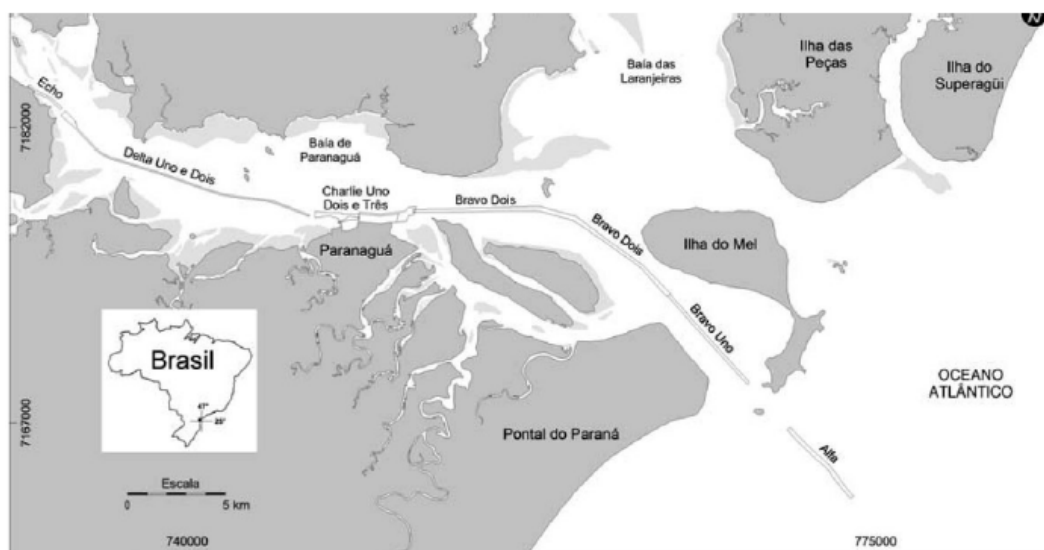 N
Ilha das
Peças
Baía das
Laranjeiras
Ilha do
Superagüi
Echo
7182000
Baía de
Paranaguá
Delta Uno e Dois
Charlie Uno
Dois e Três
Bravo Dois
Paranaguá
Bravo Dois
Ilha do Mel
Bravo Uno
Brasil
47°
25°
OCEANO
ATLÂNTICO
7167000
Pontal do Paraná
Alfa
Escala
0 5 km
740000 775000